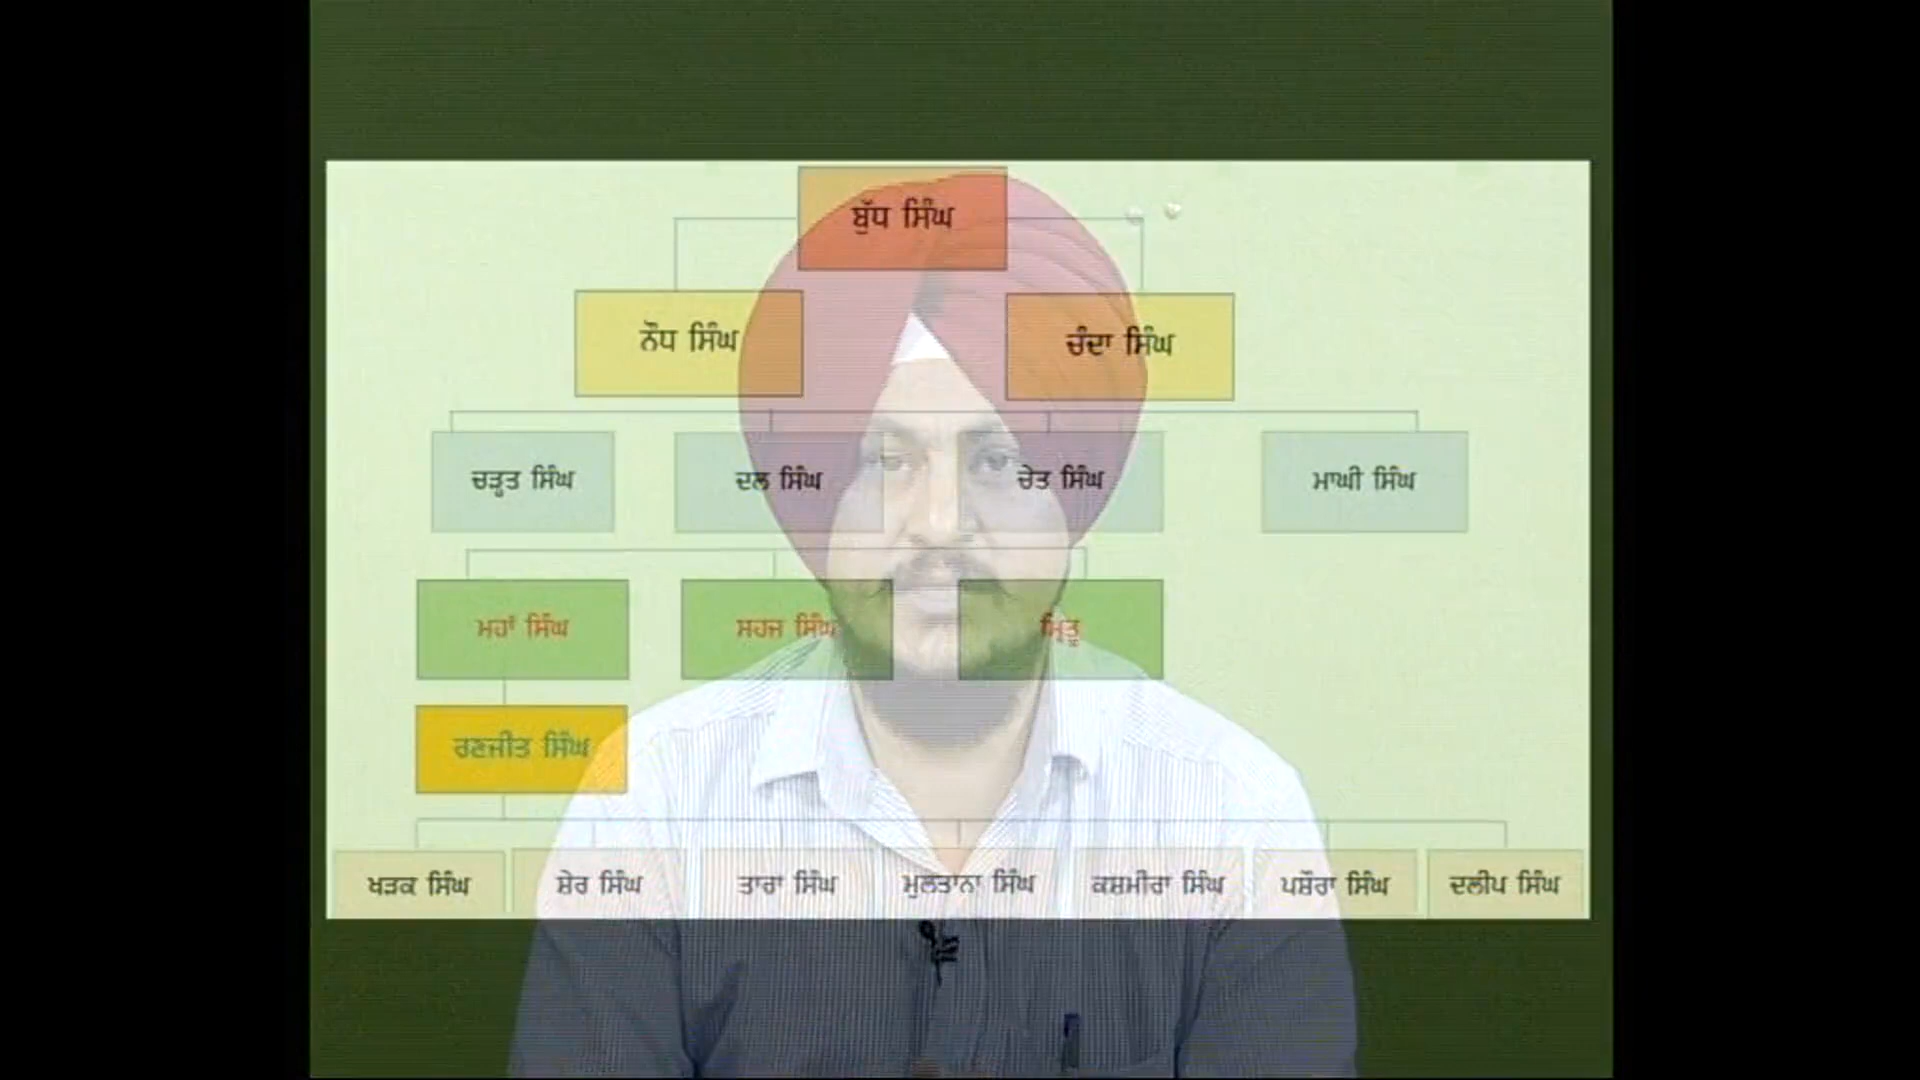 ਬੁੱਧ ਸਿੰਘ
ਨੌਧ ਸਿੰਘ
ਚੰਦਾ ਸਿੰਘ
ਚੜ੍ਹਤ ਸਿੰਘ
ਦਲ ਸਿੰਘ
ਚੇਤ ਸਿੰਘ
ਮਾਘੀ ਸਿੰਘ
ਮਹਾਂ ਸਿੰਘ
ਸਹਜ ਸਿੰਘ
ਰਣਜੀਤ ਸਿੰਘ
ਖੜਕ ਸਿੰਘ
ਸ਼ੇਰ ਸਿੰਘ
ਤਾਰਾ ਸਿੰਘ
ਮੁਲਤਾਨਾ ਸਿੰਘ
ਕਸ਼ਮੀਰਾ ਸਿੰਘ
ਪਸ਼ੌਰਾ ਸਿੰਘ
ਦਲੀਪ ਸਿੰਘ